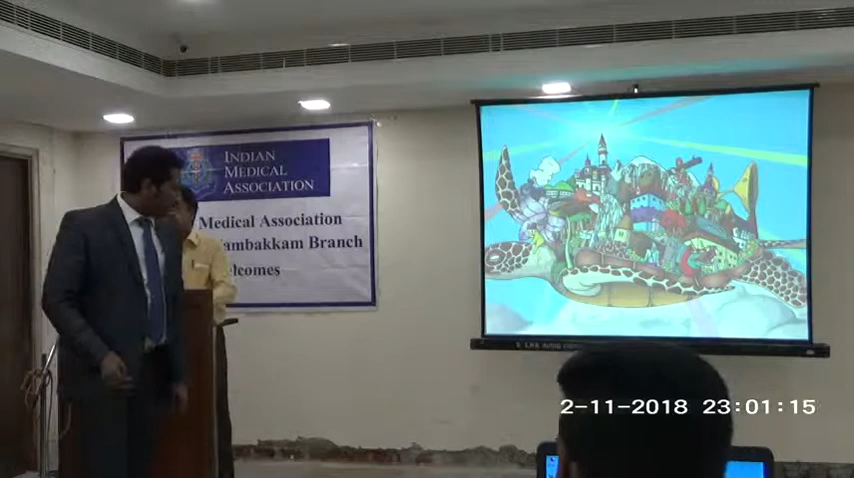 INDIAN
MEDICAL
ASSOCIATION
Medical Association
ambakkam Branch
elcomes
2-11-2018 23:01:15